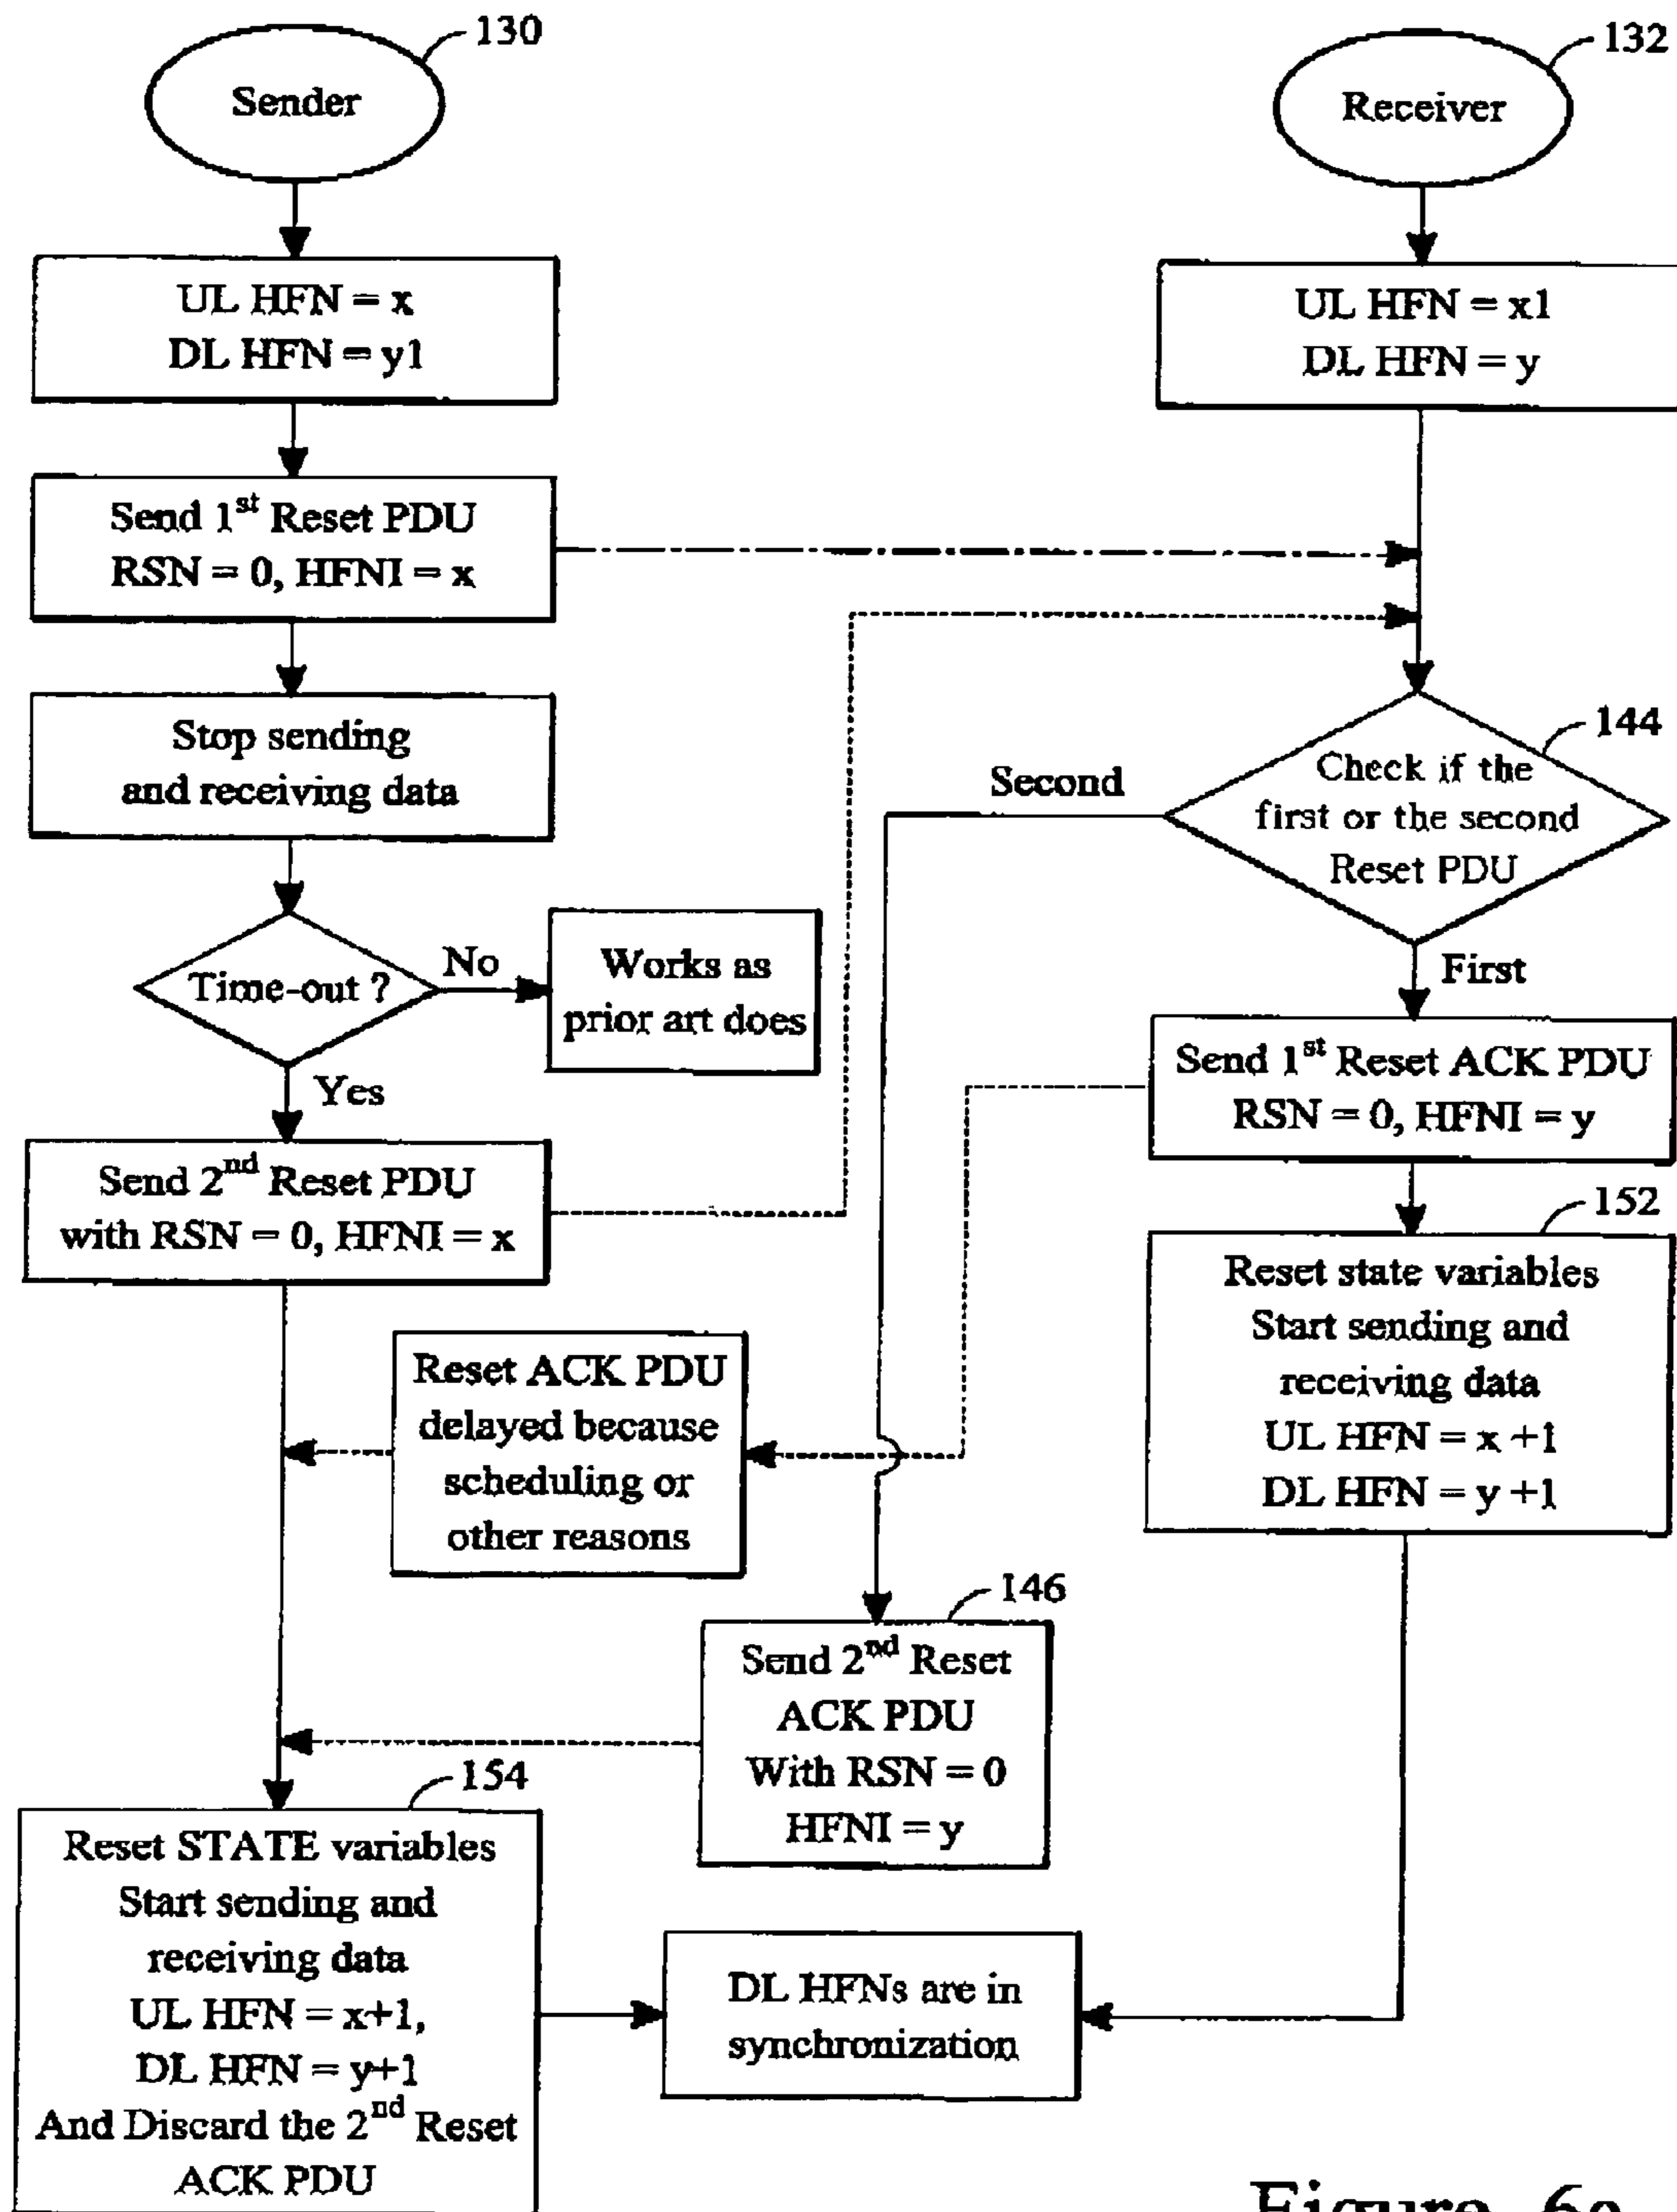 130
Sender
132
Receiver
UL HFN = x
DL HFN = y1
UL HFN = x1
DL HFN = y
Send 1st Reset PDU
RSN = 0, HFNI = x
Stop sending
and receiving data
144
Check if the
first or the second
Reset PDU
Second
First
Time-out ?
No
Works as
prior art does
Yes
Send 1st Reset ACK PDU
RSN = 0, HFNI = y
Send 2nd Reset PDU
with RSN = 0, HFNI = x
152
Reset state variables
Start sending and
receiving data
UL HFN = x +1
DL HFN = y +1
Reset ACK PDU
delayed because
scheduling or
other reasons
146
Send 2nd Reset
ACK PDU
With RSN = 0
HFNI = y
154
Reset STATE variables
Start sending and
receiving data
UL HFN = x+1,
DL HFN = y+1
And Discard the 2nd Reset
ACK PDU
DL HFNs are in
synchronization
Figure